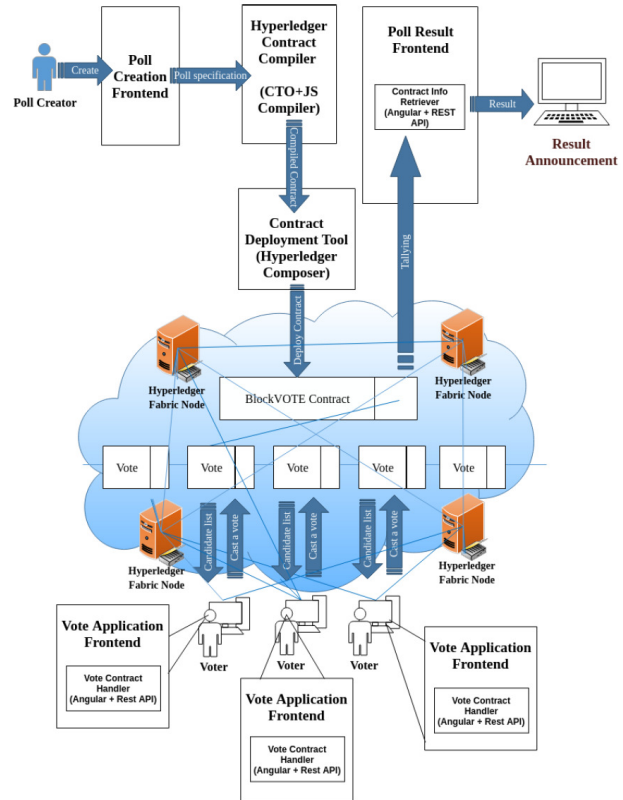 Poll Creator
Create
Poll
Creation
Frontend
Poll specification
Hyperledger
Contract
Compiler
(CTO+JS
Compiler)
Compiled Contract
Contract
Deployment Tool
(Hyperledger
Composer)
Deploy Contract
Poll Result
Frontend
Contract Info
Retriever
(Angular + REST
API)
Result
Result
Announcement
Tallying
Hyperledger
Fabric Node
Hyperledger
Fabric Node
BlockVOTE Contract
Vote
Vote
Vote
Vote
Vote
Candidate list
Cast a vote
Candidate list
Cast a vote
Candidate list
Cast a vote
Hyperledger
Fabric Node
Hyperledger
Fabric Node
Voter
Voter
Voter
Vote Application
Frontend
Vote Contract
Handler
(Angular + Rest API)
Vote Application
Frontend
Vote Contract
Handler
(Angular + Rest API)
Vote Application
Frontend
Vote Contract
Handler
(Angular + Rest API)